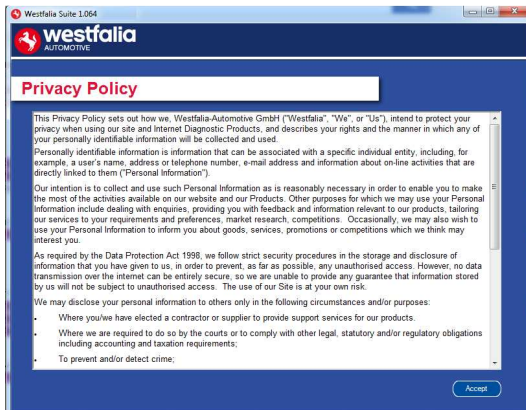 Westfalia Suite 1.064
westfalia
AUTOMOTIVE
Privacy Policy
This Privacy Policy sets out how we, Westfalia-Automotive GmbH ("Westfalia", "We", or "Us"), intend to protect your
privacy when using our site and Internet Diagnostic Products, and describes your rights and the manner in which any of
your personally identifiable information will be collected and used.
Personally identifiable information is information that can be associated with a specific individual entity, including, for
example, a user's name, address or telephone number, e-mail address and information about on-line activities that are
directly linked to them ("Personal Information").
Our intention is to collect and use such Personal Information as is reasonably necessary in order to enable you to make
the most of the activities available on our website and our Products. Other purposes for which we may use your Personal
Information include dealing with enquiries, providing you with feedback and information relevant to our products, tailoring
our services to your requirements and preferences, market research, competitions. Occasionally, we may also wish to
use your Personal Information to inform you about goods, services, promotions or competitions which we think may
interest you.
As required by the Data Protection Act 1998, we follow strict security procedures in the storage and disclosure of
information that you have given to us, in order to prevent, as far as possible, any unauthorised access. However, no data
transmission over the internet can be entirely secure, so we are unable to provide any guarantee that information stored
by us will not be subject to unauthorised access. The use of our Site is at your own risk.
We may disclose your personal information to others only in the following circumstances and/or purposes:
• Where you/we have elected a contractor or supplier to provide support services for our products.
• Where we are required to do so by the courts or to comply with other legal, statutory and/or regulatory obligations
including accounting and taxation requirements;
• To prevent and/or detect crime;
Accept